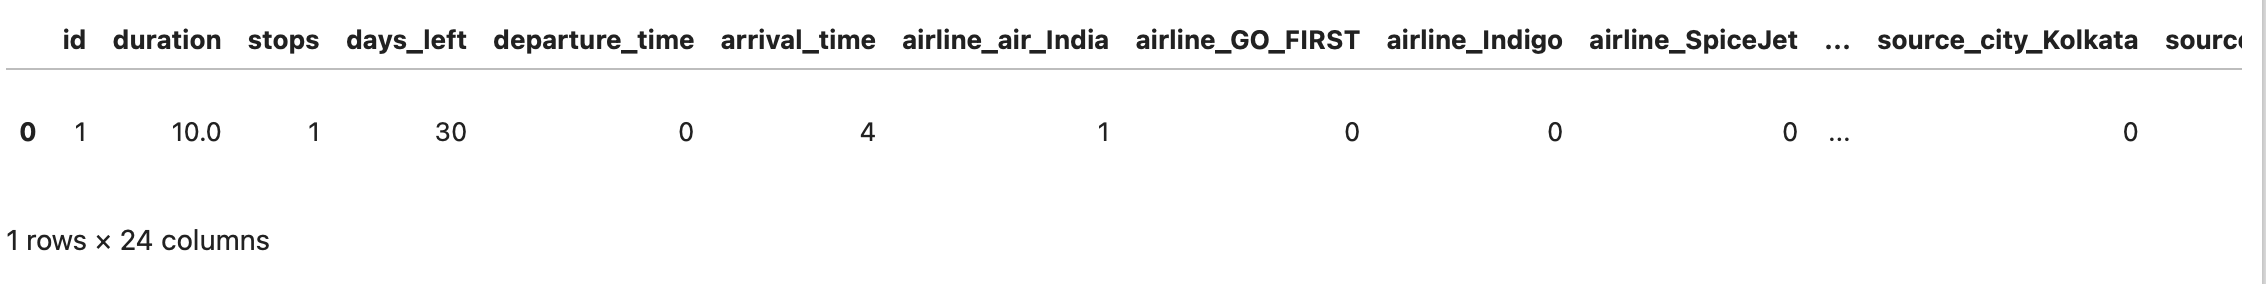 id duration stops days_left departure_time arrival_time airline_air_India airline_GO_FIRST airline_Indigo airline_SpiceJet ... source_city_Kolkata
0 1 10.0 1 30 0 4 1 0 0 0 ... 0
1 rows × 24 columns